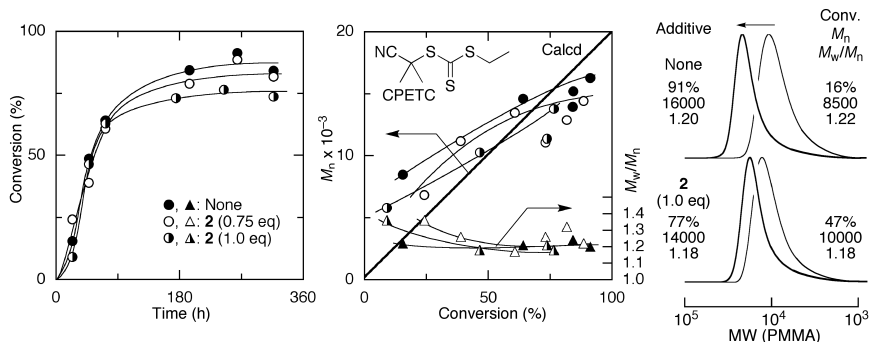 100
50
0
Conversion (%)
0
180
360
Time (h)
●, ▲: None
○, △: 2 (0.75 eq)
◑, ◮: 2 (1.0 eq)
20
10
0
Mn x 10⁻³
NC
S
S
S
CPETC
Calcd
1.4
1.3
1.2
1.1
1.0
Mw/Mn
0
50
100
Conversion (%)
Additive
None
91%
16000
1.20
Conv.
Mn
Mw/Mn
16%
8500
1.22
2
(1.0 eq)
77%
14000
1.18
47%
10000
1.18
10⁵
10⁴
10³
MW (PMMA)